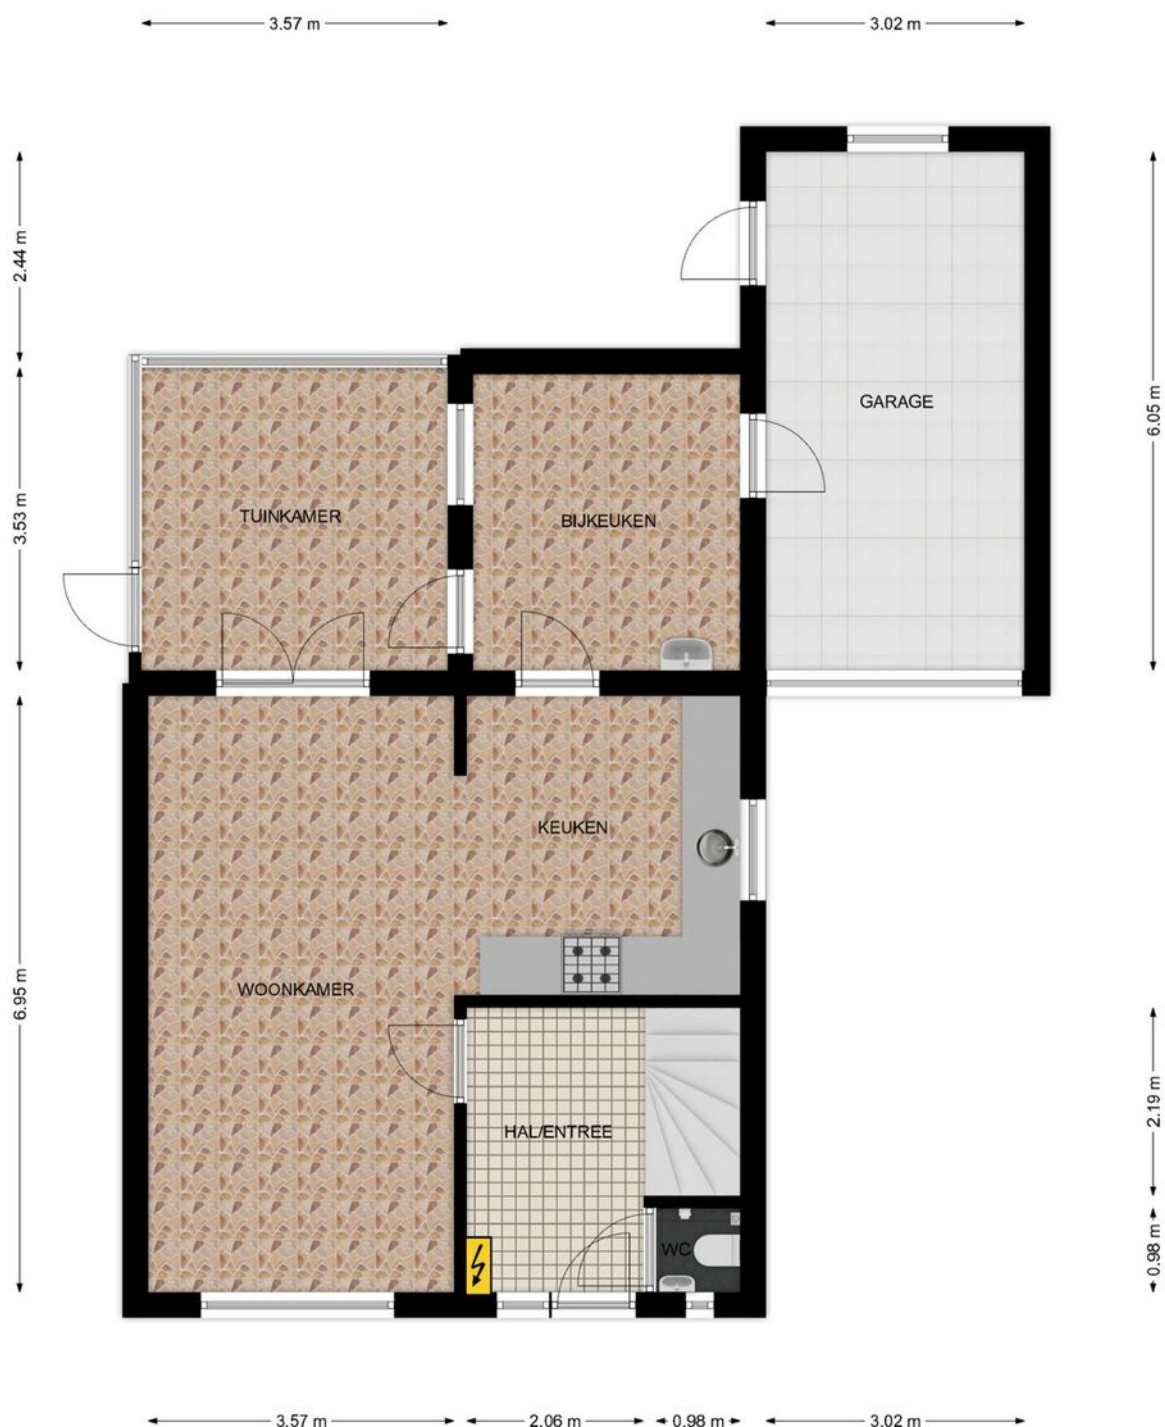 3.57 m
3.02 m
2.44 m
GARAGE
6.05 m
3.53 m
TUINKAMER
BIJKEUKEN
KEUKEN
WOONKAMER
6.95 m
HAL/ENTREE
2.19 m
WC
0.98 m
3.57 m
2.06 m
0.98 m
3.02 m